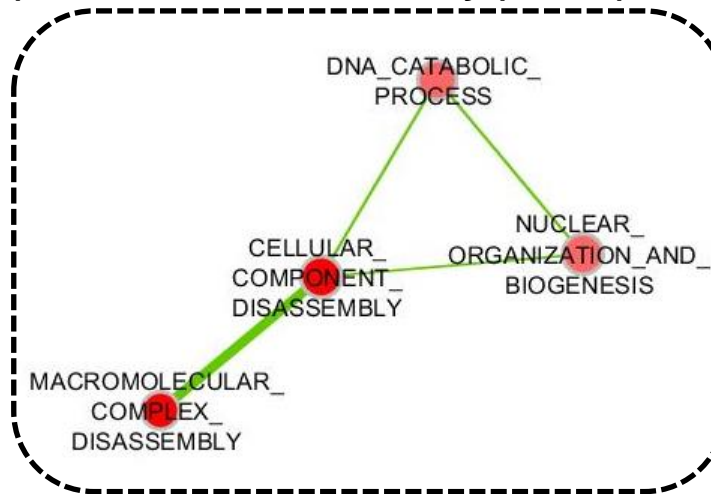 DNA_CATABOLIC_
PROCESS
NUCLEAR_
ORGANIZATION_AND_
BIOGENESIS
CELLULAR_
COMPONENT_
DISASSEMBLY
MACROMOLECULAR_
COMPLEX_
DISASSEMBLY